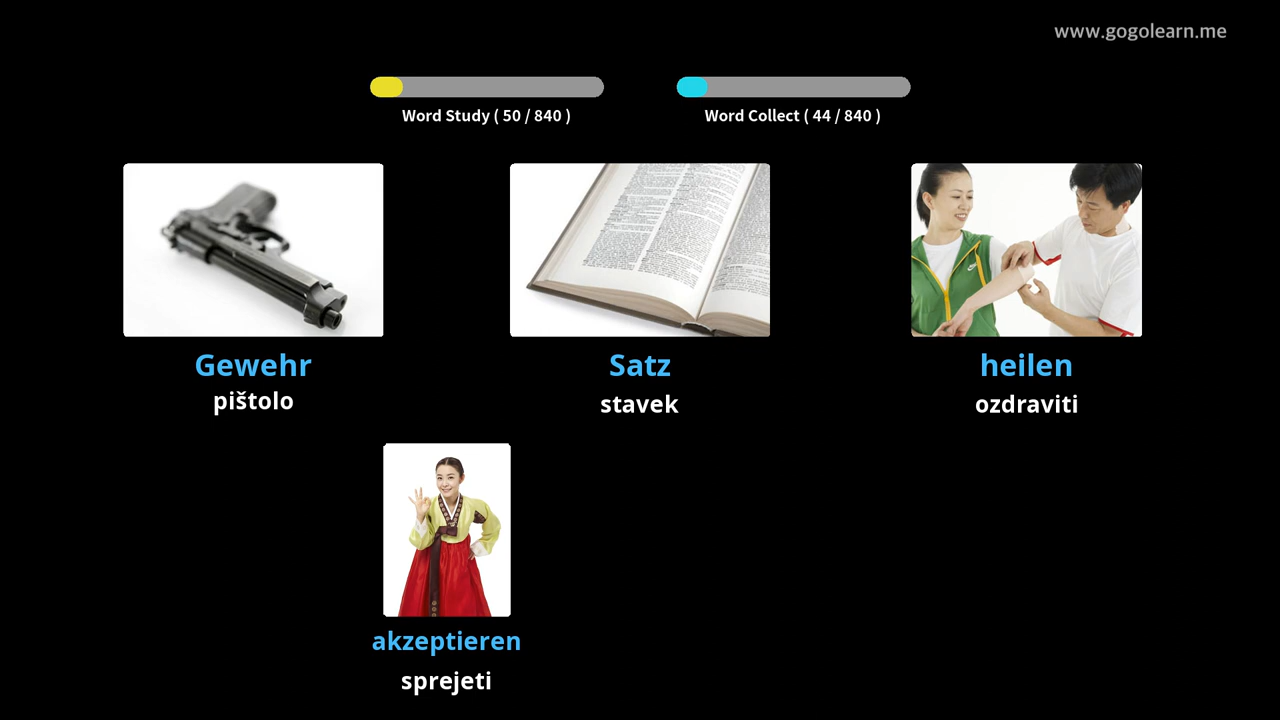 www.gogolearn.me
Word Study ( 50 / 840 )
Word Collect ( 44 / 840 )
Gewehr
pištolo
Satz
stavek
heilen
ozdraviti
akzeptieren
sprejeti